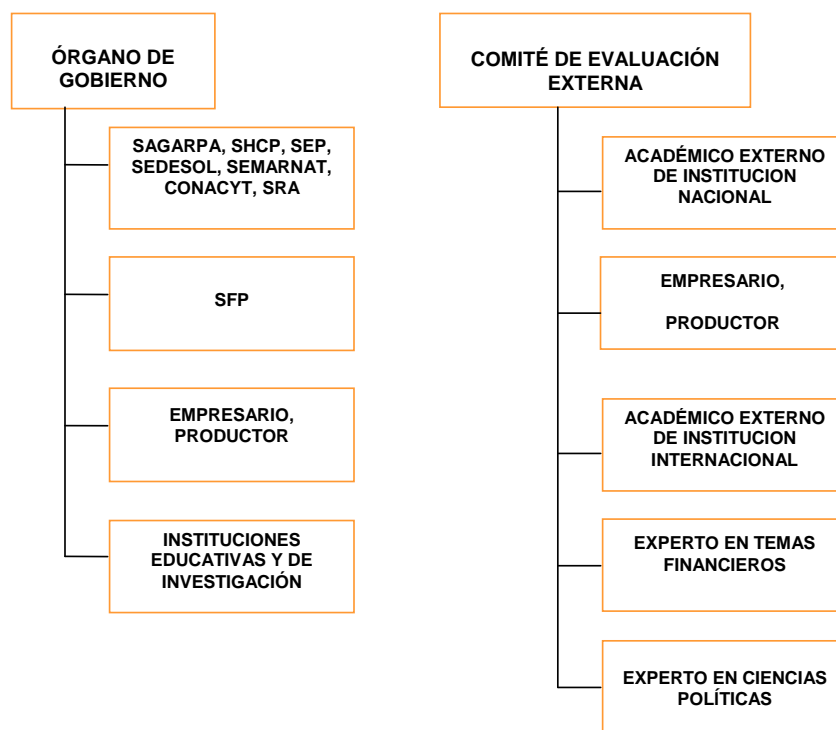 ÓRGANO DE
GOBIERNO
SAGARPA, SHCP, SEP,
SEDESOL, SEMARNAT,
CONACYT, SRA
SFP
EMPRESARIO,
PRODUCTOR
INSTITUCIONES
EDUCATIVAS Y DE
INVESTIGACIÓN
COMITÉ DE EVALUACIÓN
EXTERNA
ACADÉMICO EXTERNO
DE INSTITUCION
NACIONAL
EMPRESARIO,
PRODUCTOR
ACADÉMICO EXTERNO
DE INSTITUCION
INTERNACIONAL
EXPERTO EN TEMAS
FINANCIEROS
EXPERTO EN CIENCIAS
POLÍTICAS